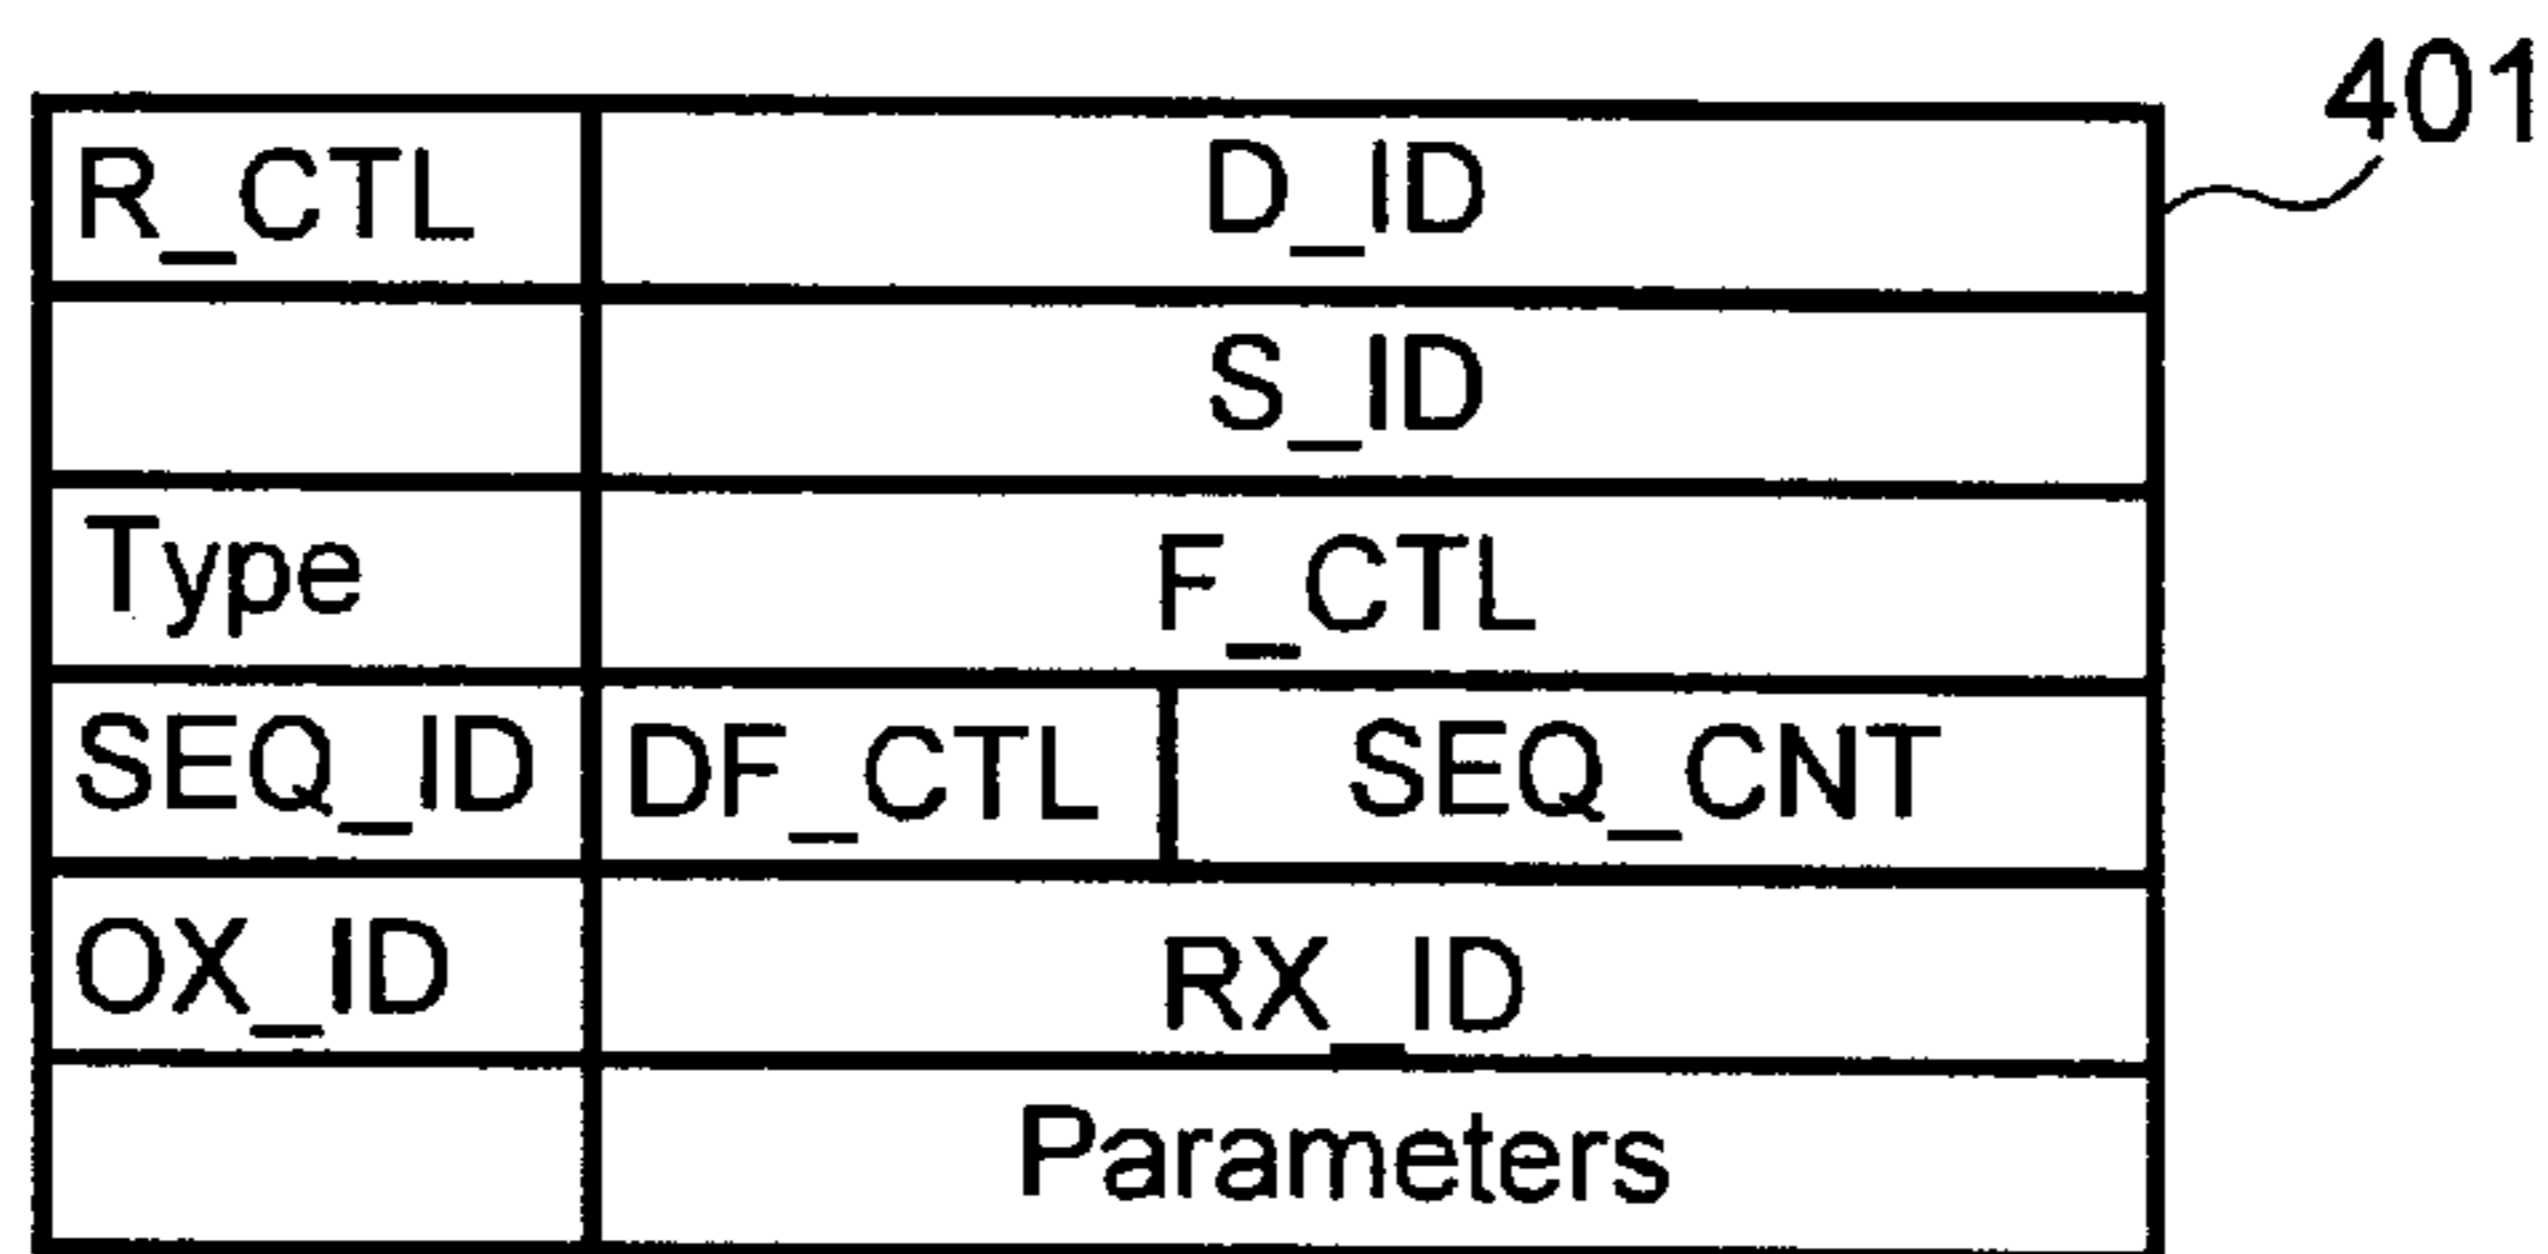 401
R_CTL D_ID
S_ID
Type F_CTL
SEQ_ID DF_CTL SEQ_CNT
OX_ID RX_ID
Parameters